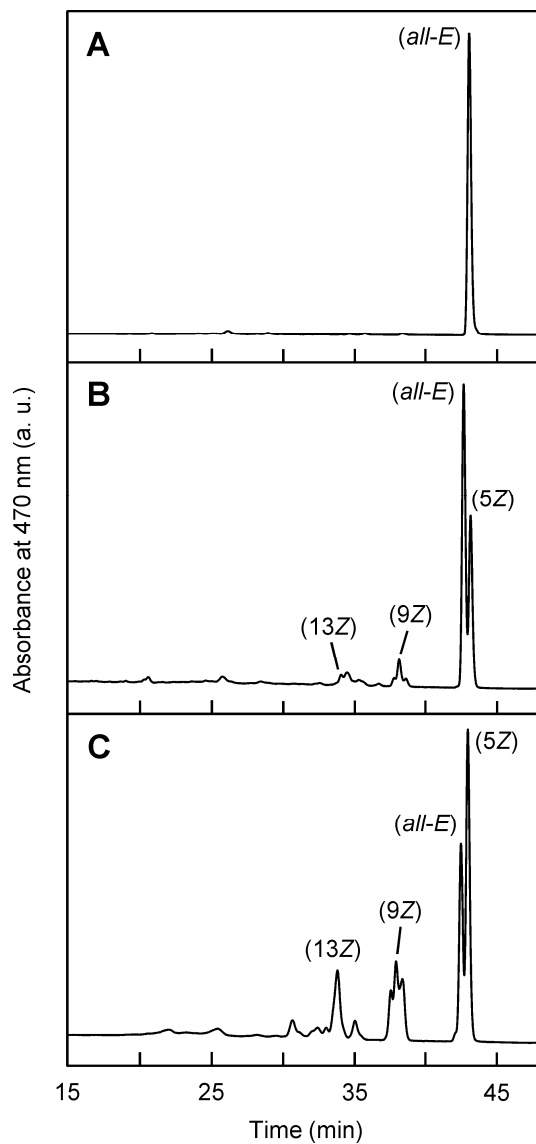 A
(all-E)
B
(all-E)
(5Z)
(13Z)
(9Z)
C
(5Z)
(all-E)
(9Z)
(13Z)
Absorbance at 470 nm (a. u.)
15 25 35 45
Time (min)